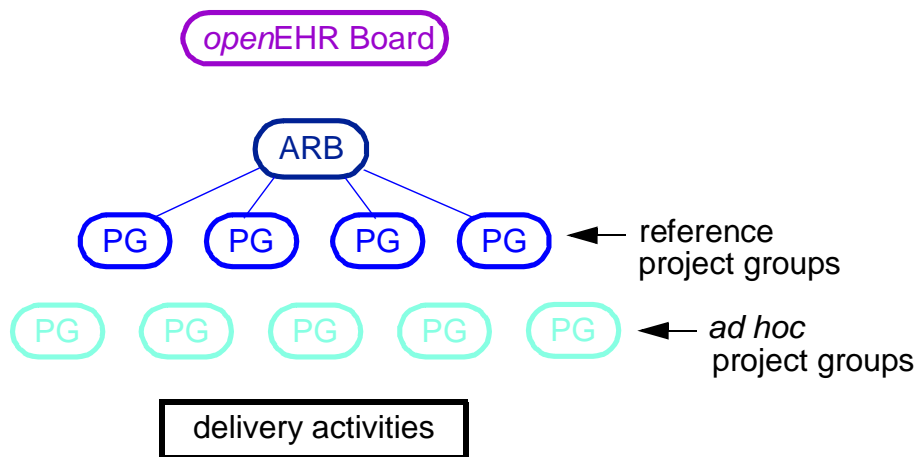 openEHR Board
ARB
PG PG PG PG
reference
project groups
PG PG PG PG PG
ad hoc
project groups
delivery activities